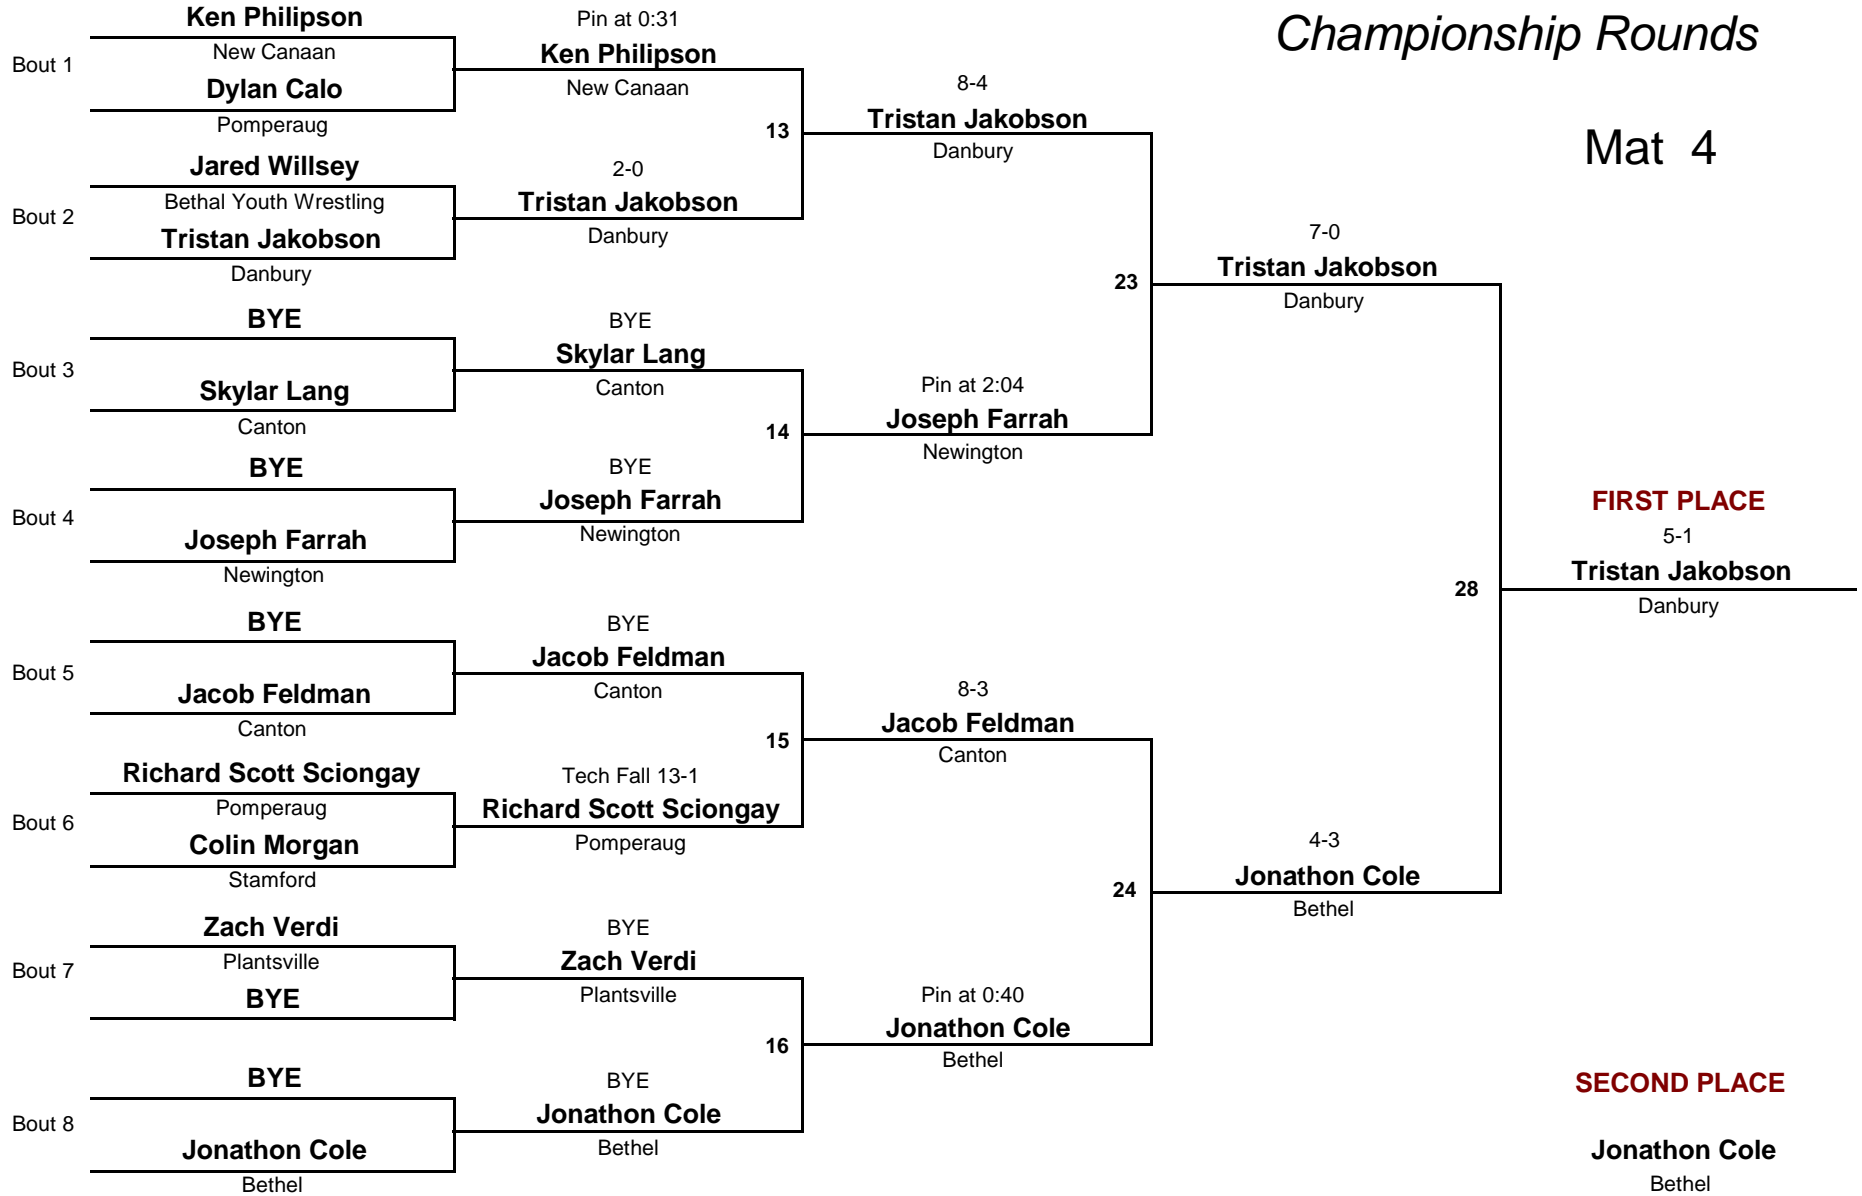 Championship Rounds
Mat 4
Ken Philipson
New Canaan
Bout 1
Dylan Calo
Pomperaug
Jared Willsey
Bethal Youth Wrestling
Bout 2
Tristan Jakobson
Danbury
BYE
Bout 3
Skylar Lang
Canton
BYE
Bout 4
Joseph Farrah
Newington
BYE
Bout 5
Jacob Feldman
Canton
Richard Scott Sciongay
Pomperaug
Bout 6
Colin Morgan
Stamford
Zach Verdi
Plantsville
Bout 7
BYE
BYE
Bout 8
Jonathon Cole
Bethel
Pin at 0:31
Ken Philipson
New Canaan
13
2-0
Tristan Jakobson
Danbury
BYE
Skylar Lang
Canton
14
BYE
Joseph Farrah
Newington
BYE
Jacob Feldman
Canton
15
Tech Fall 13-1
Richard Scott Sciongay
Pomperaug
BYE
Zach Verdi
Plantsville
16
BYE
Jonathon Cole
Bethel
8-4
Tristan Jakobson
Danbury
23
Pin at 2:04
Joseph Farrah
Newington
8-3
Jacob Feldman
Canton
24
Pin at 0:40
Jonathon Cole
Bethel
7-0
Tristan Jakobson
Danbury
28
4-3
Jonathon Cole
Bethel
FIRST PLACE
5-1
Tristan Jakobson
Danbury
SECOND PLACE
Jonathon Cole
Bethel